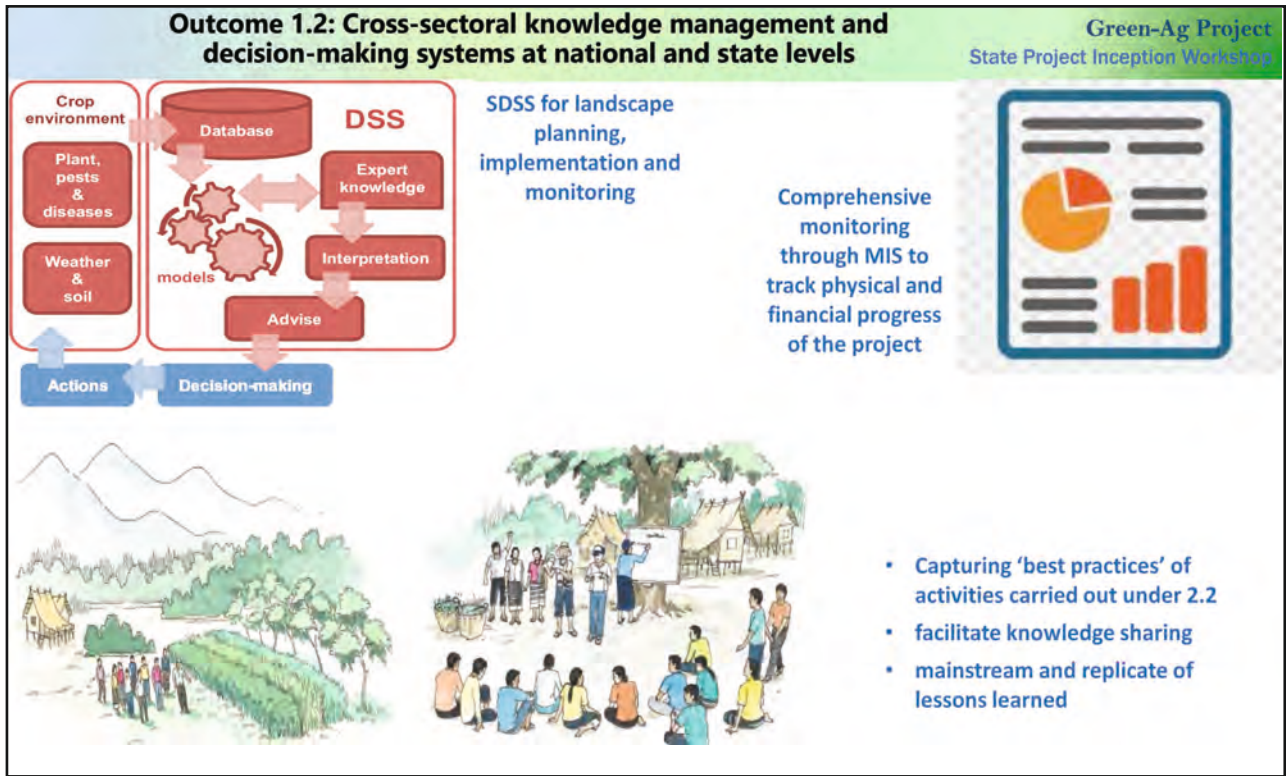 Outcome 1.2: Cross-sectoral knowledge management and
decision-making systems at national and state levels
Green-Ag Project
State Project Inception Workshop
Crop
environment
Plant,
pests
&
diseases
Weather
&
soil
Database
DSS
Expert
knowledge
models
Interpretation
Advise
Actions
Decision-making
SDSS for landscape
planning,
implementation and
monitoring
Comprehensive
monitoring
through MIS to
track physical and
financial progress
of the project
• Capturing ‘best practices’ of
activities carried out under 2.2
• facilitate knowledge sharing
• mainstream and replicate of
lessons learned